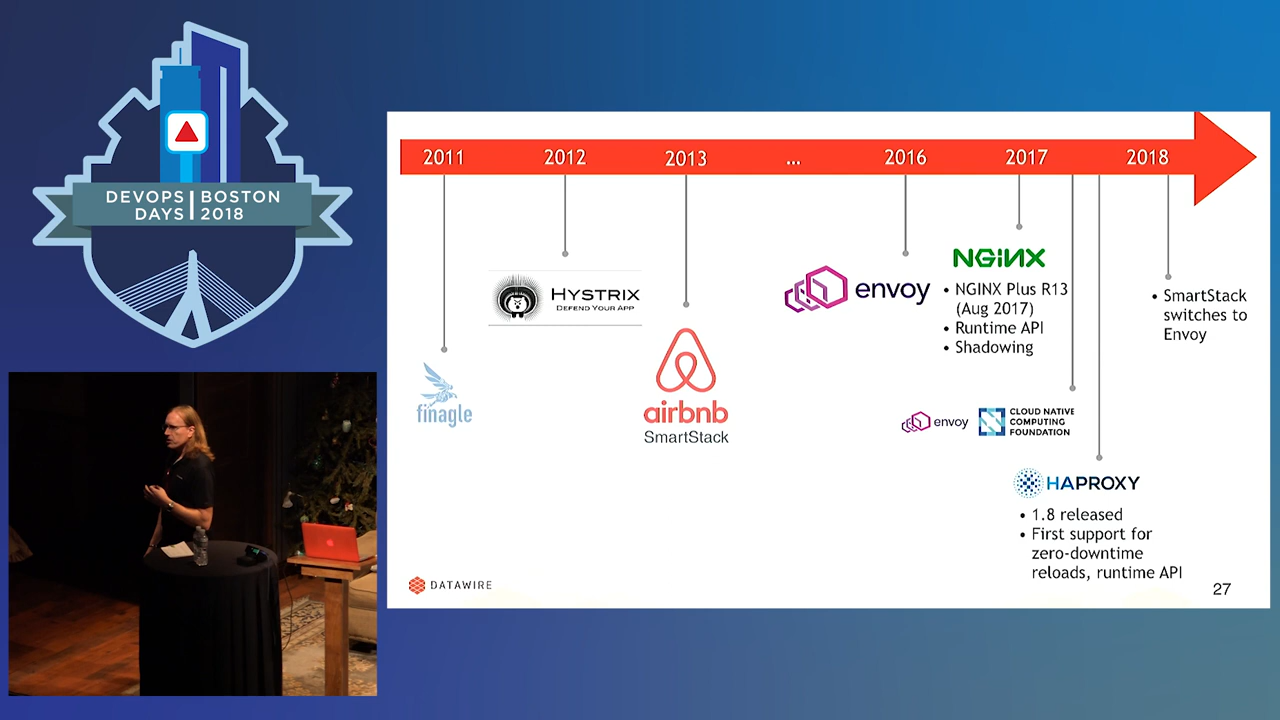 DEVOPS BOSTON
DAYS 2018
2011
2012
2013
...
2016
2017
2018
finagle
HYSTRIX
DEFEND YOUR APP
airbnb
SmartStack
envoy
NGINX
• NGINX Plus R13
(Aug 2017)
• Runtime API
• Shadowing
envoy
CLOUD NATIVE
COMPUTING
FOUNDATION
HAPROXY
• 1.8 released
• First support for
zero-downtime
reloads, runtime API
• SmartStack
switches to
Envoy
DATAWIRE
27